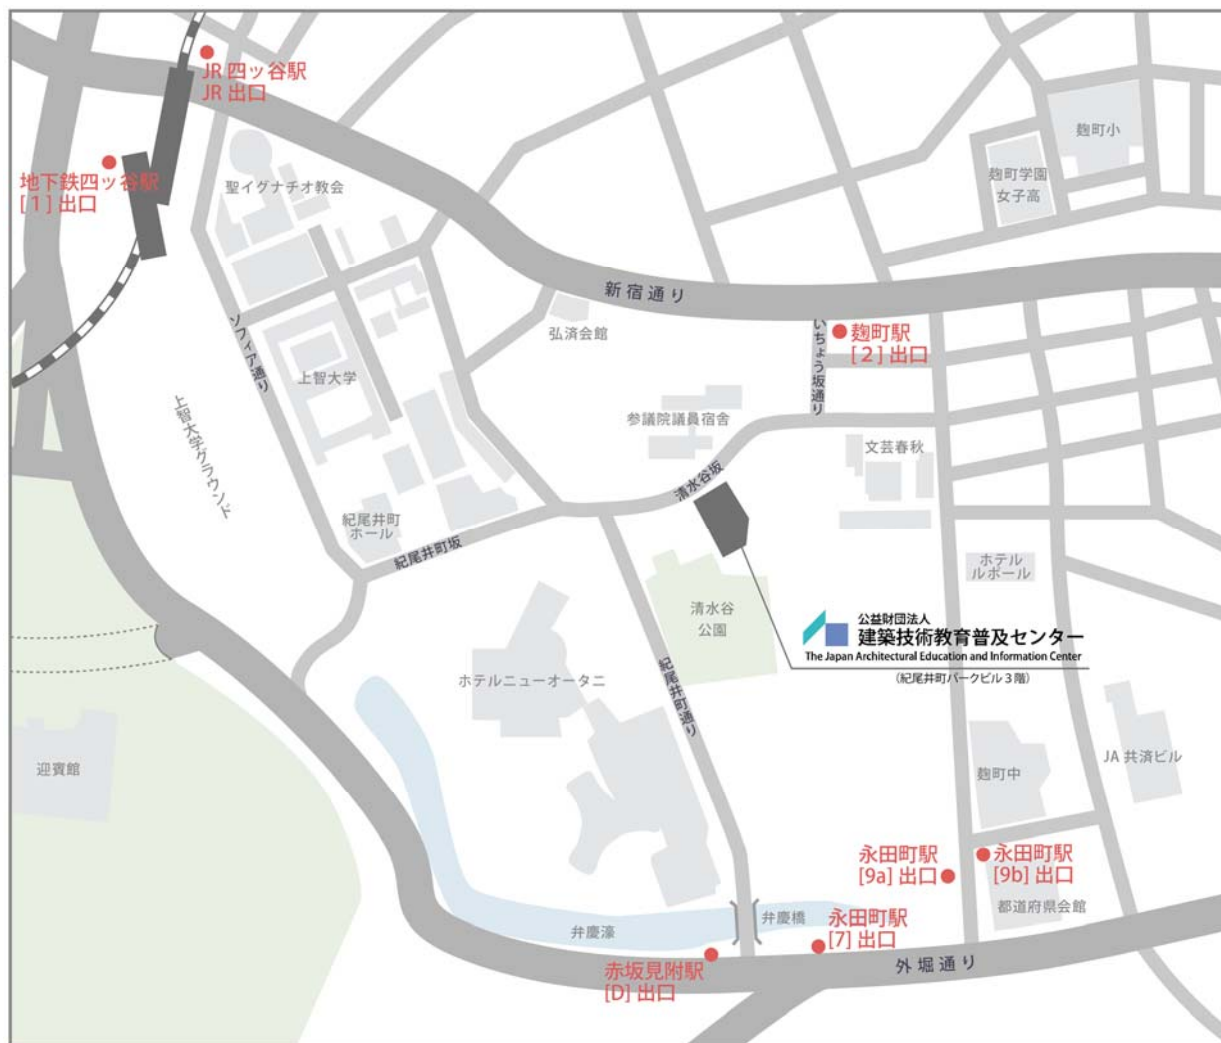 JR 四ッ谷駅
JR 出口
地下鉄四ッ谷駅
[1] 出口
聖イグナチオ教会
麹町小
麹町学園
女子高
新宿通り
弘済会館
麹町駅
[2] 出口
いちょう坂通り
ソフィア通り
上智大学
上智大学グラウンド
参議院議員宿舎
文芸春秋
清水谷坂
紀尾井町
ホール
紀尾井町坂
ホテル
ルポール
清水谷
公園
公益財団法人
建築技術教育普及センター
The Japan Architectural Education and Information Center
(紀尾井町パークビル3階)
ホテルニューオータニ
紀尾井町通り
迎賓館
麹町中
JA 共済ビル
永田町駅
[9a] 出口
永田町駅
[9b] 出口
都道府県会館
弁慶濠
弁慶橋
永田町駅
[7] 出口
赤坂見附駅
[D] 出口
外堀通り